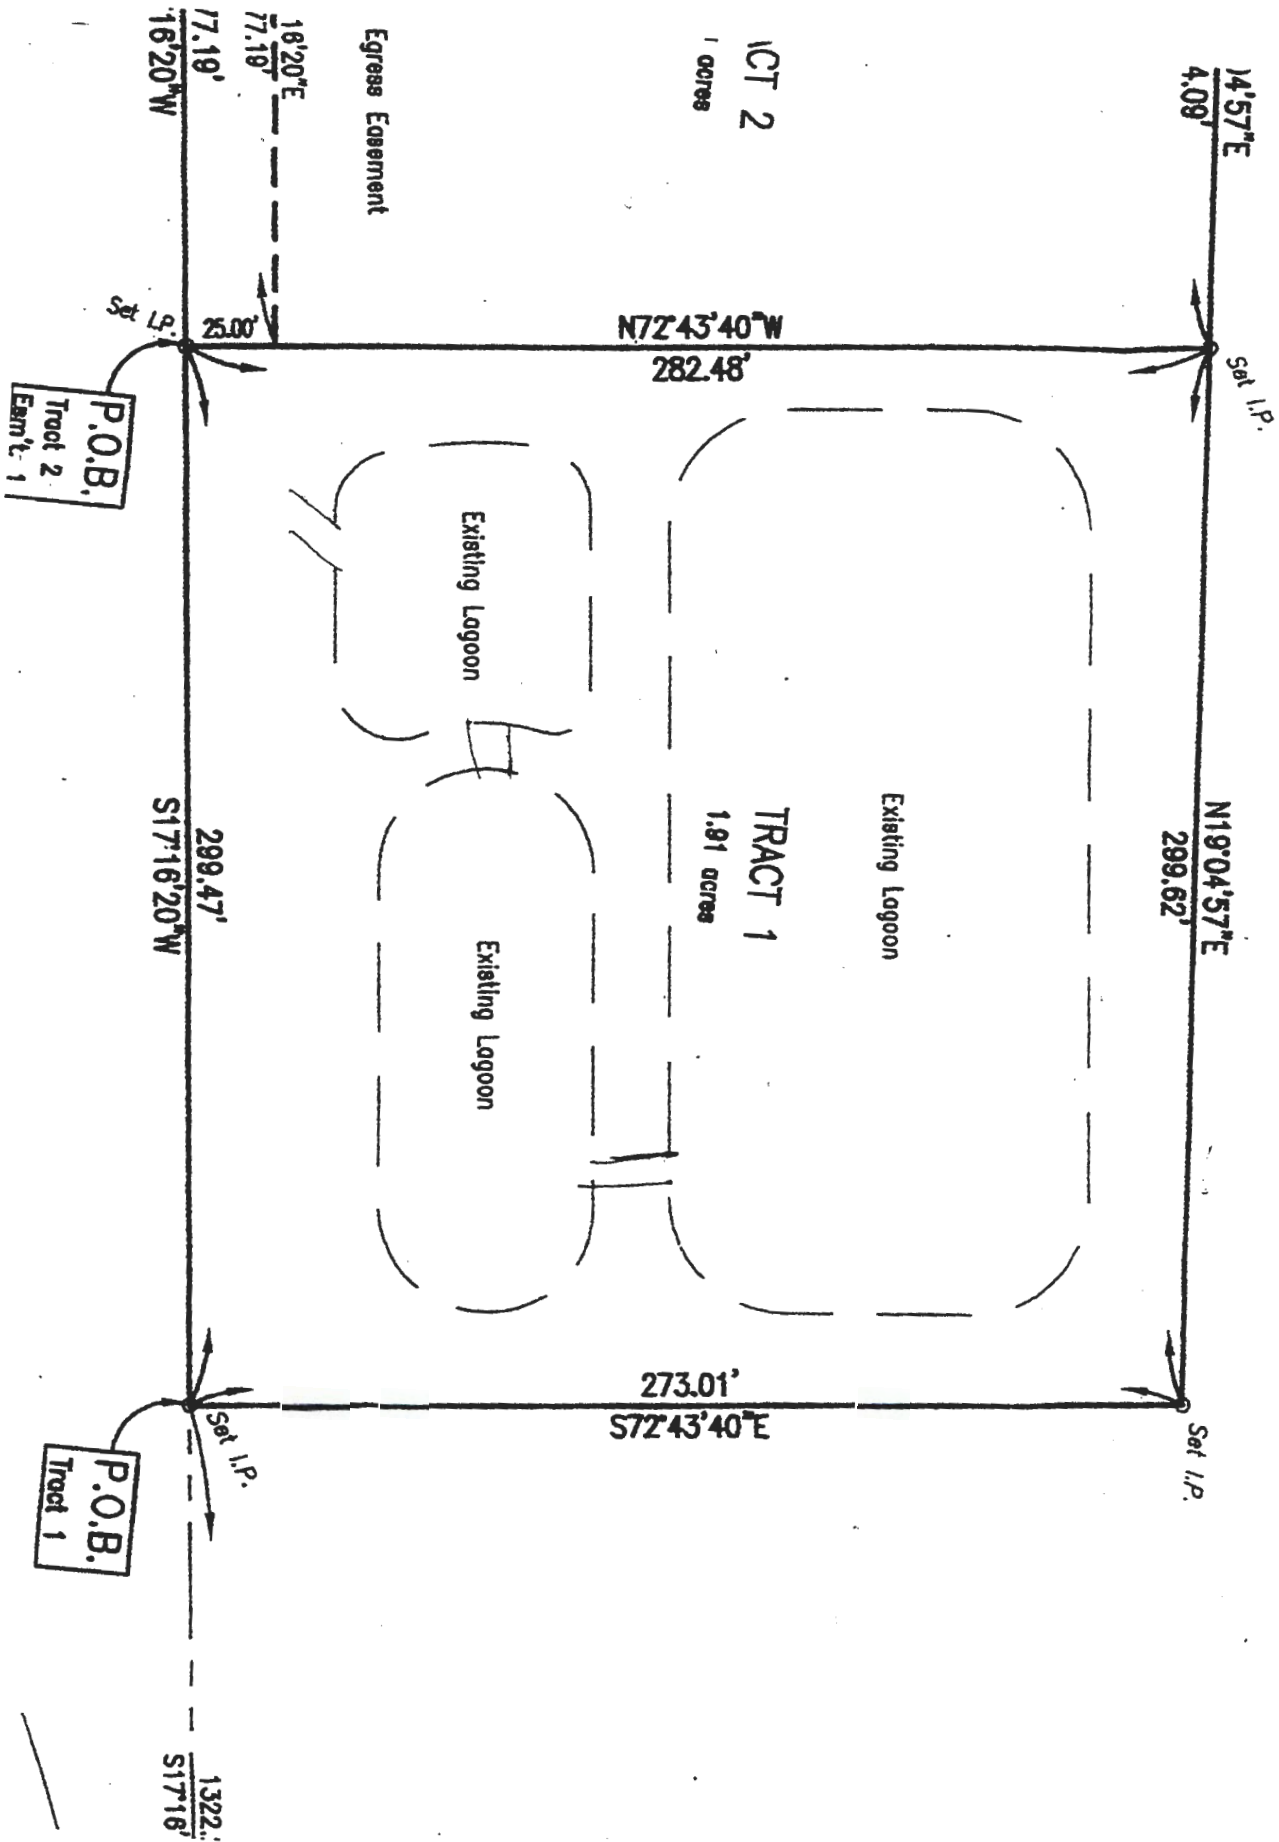 )4'57"E
4.09'
ICT 2
acres
Egress Easement
16'20"E
77.19'
77.19'
16'20"W
Set I.P.
25.00'
N72°43'40"W
282.48'
Set I.P.
P.O.B.
Tract 2
Esm't: 1
Existing Lagoon
Existing Lagoon
TRACT 1
1.91 acres
Existing Lagoon
N19°04'57"E
299.62'
299.47'
S17°16'20"W
273.01'
S72°43'40"E
Set I.P.
Set I.P.
P.O.B.
Tract 1
1322.
S17°16'